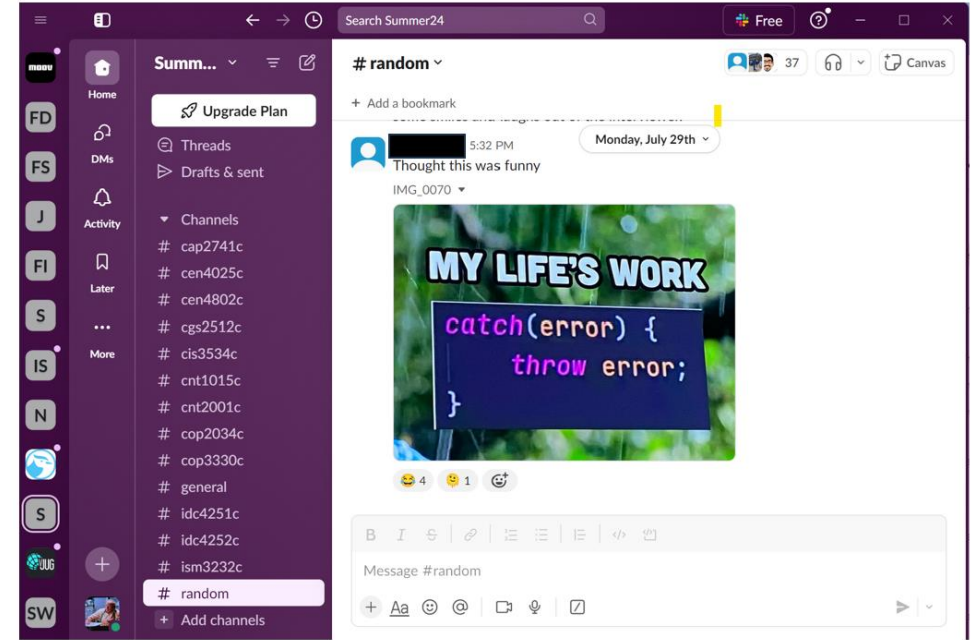 Search Summer24
Free
moov
FD
FS
J
FI
S
IS
N
S
JUG
SW
Home
DMs
Activity
Later
More
Summ...
Upgrade Plan
Threads
Drafts & sent
Channels
# cap2741c
# cen4025c
# cen4802c
# cgs2512c
# cis3534c
# cnt1015c
# cnt2001c
# cop2034c
# cop3330c
# general
# idc4251c
# idc4252c
# ism3232c
# random
+ Add channels
# random
37
Canvas
+ Add a bookmark
Monday, July 29th
5:32 PM
Thought this was funny
IMG_0070
MY LIFE'S WORK
catch(error) {
throw error;
}
4
1
B I S
Message #random
+ Aa @